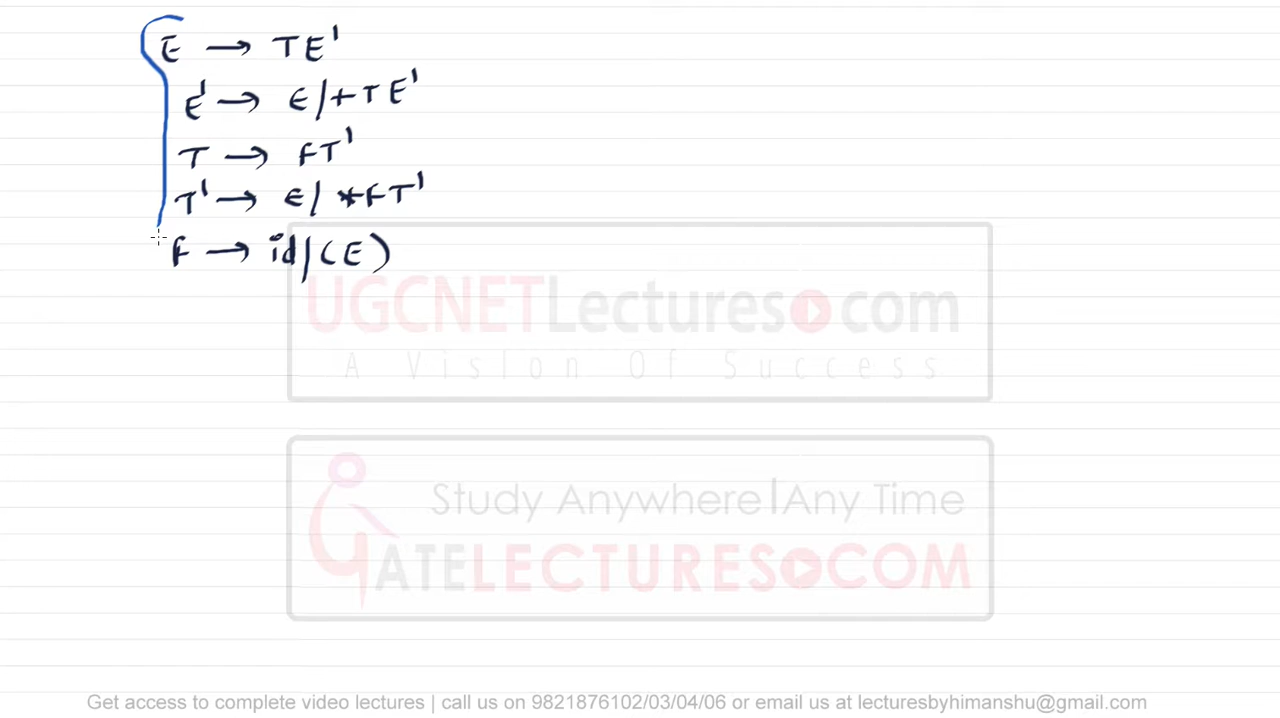 E → TE'
E' → ε/+TE'
T → FT'
T' → ε/*FT'
F → id/(E)
UGCNETLectures.com
A Vision Of Success
Study Anywhere|Any Time
GATELECTURES.COM
Get access to complete video lectures | call us on 9821876102/03/04/06 or email us at lecturesbyhimanshu@gmail.com